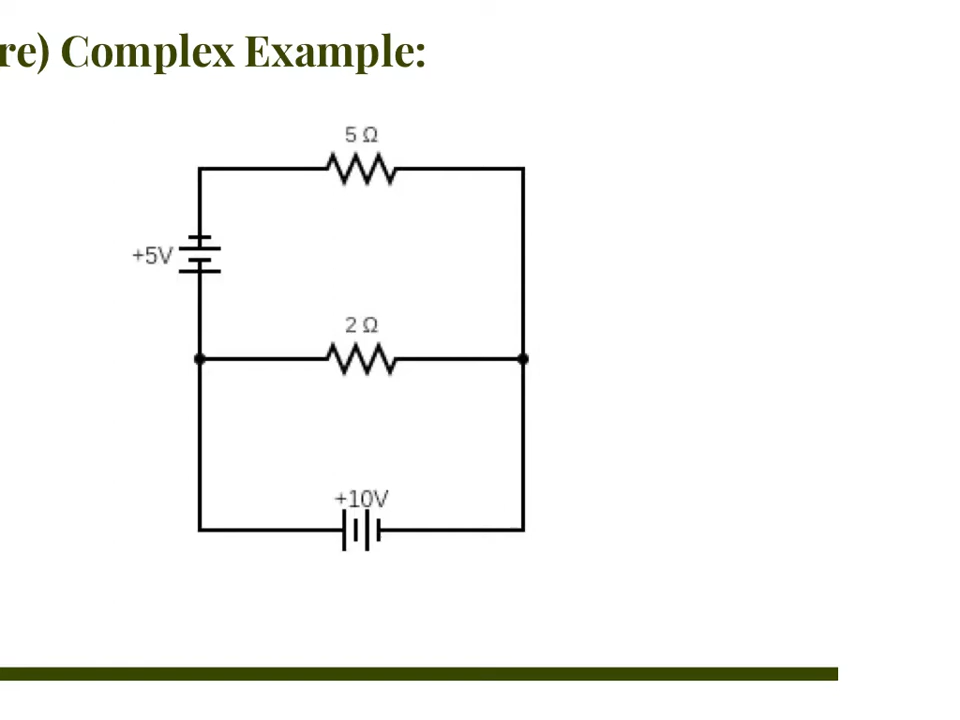 re) Complex Example:
5 Ω
+5V
2 Ω
+10V